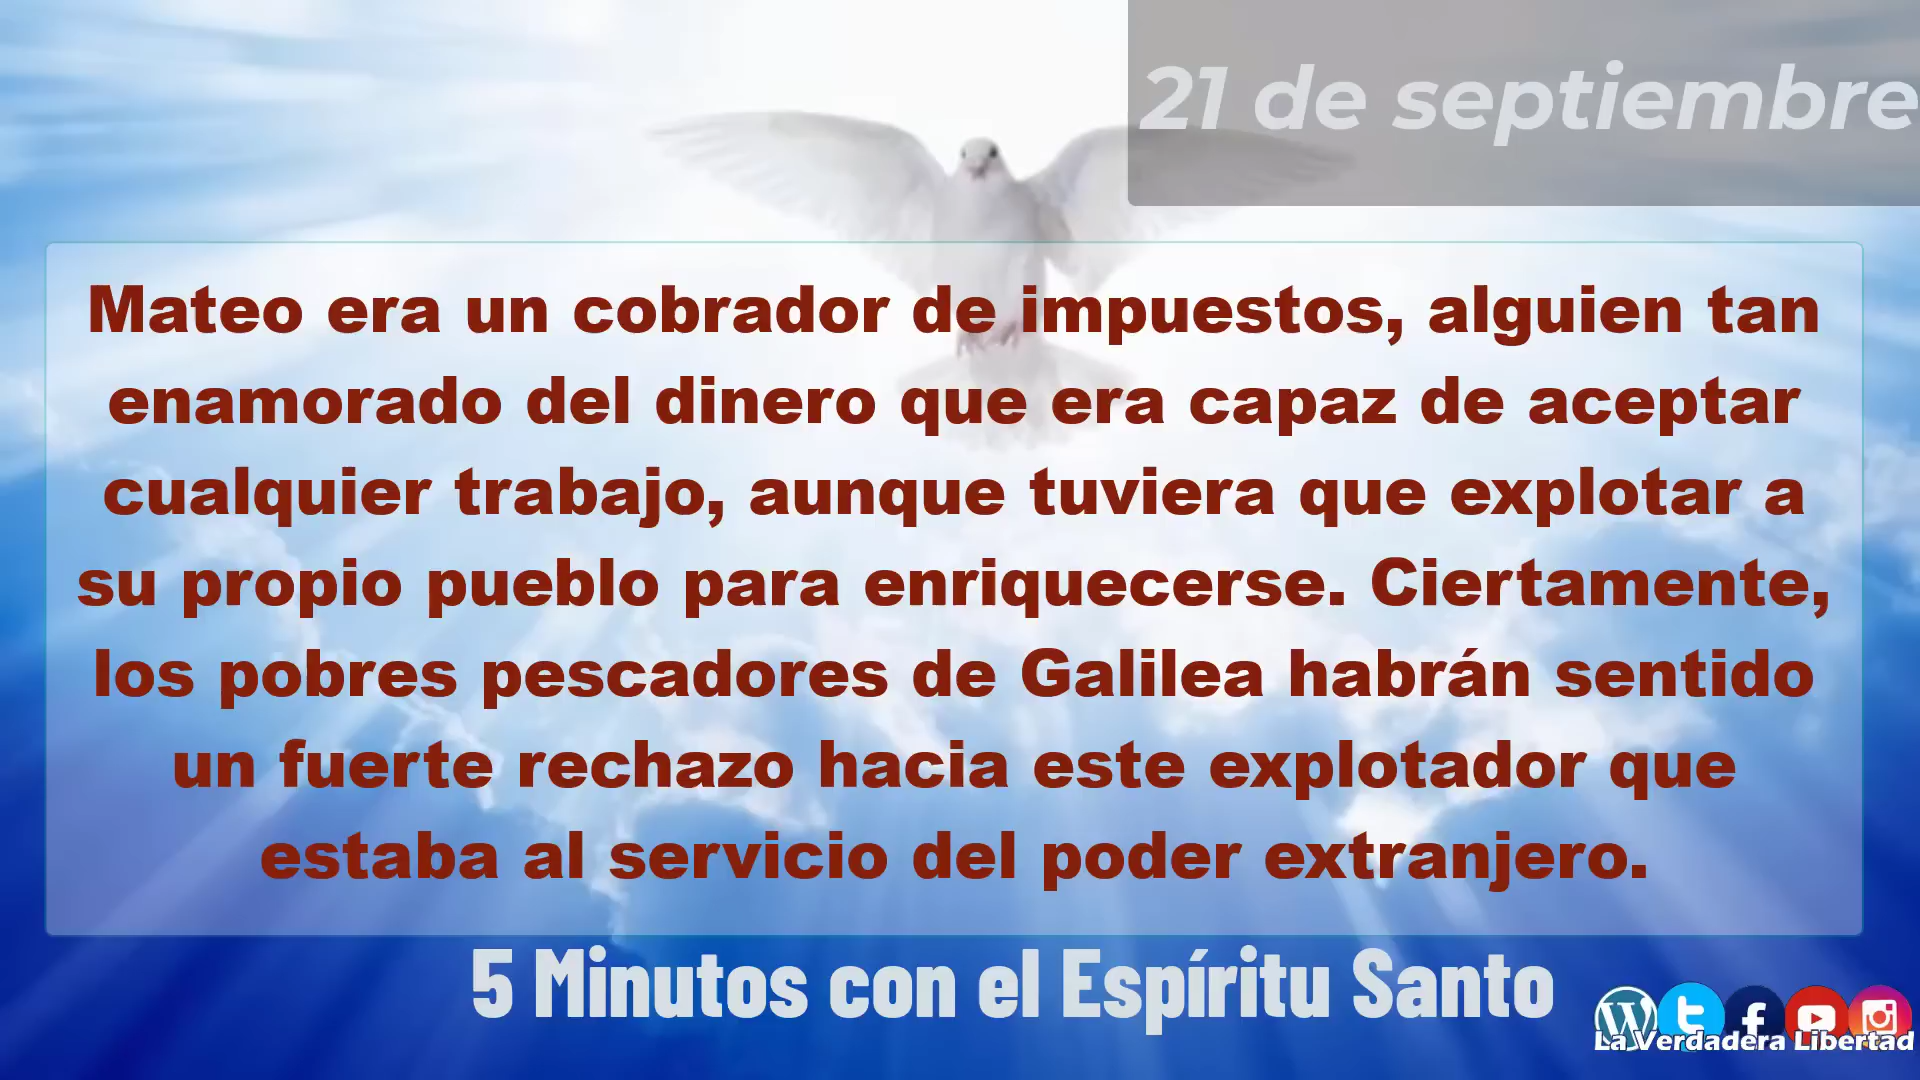 21 de septiembre
Mateo era un cobrador de impuestos, alguien tan
enamorado del dinero que era capaz de aceptar
cualquier trabajo, aunque tuviera que explotar a
su propio pueblo para enriquecerse. Ciertamente,
los pobres pescadores de Galilea habrán sentido
un fuerte rechazo hacia este explotador que
estaba al servicio del poder extranjero.
5 Minutos con el Espíritu Santo
La Verdadera Libertad